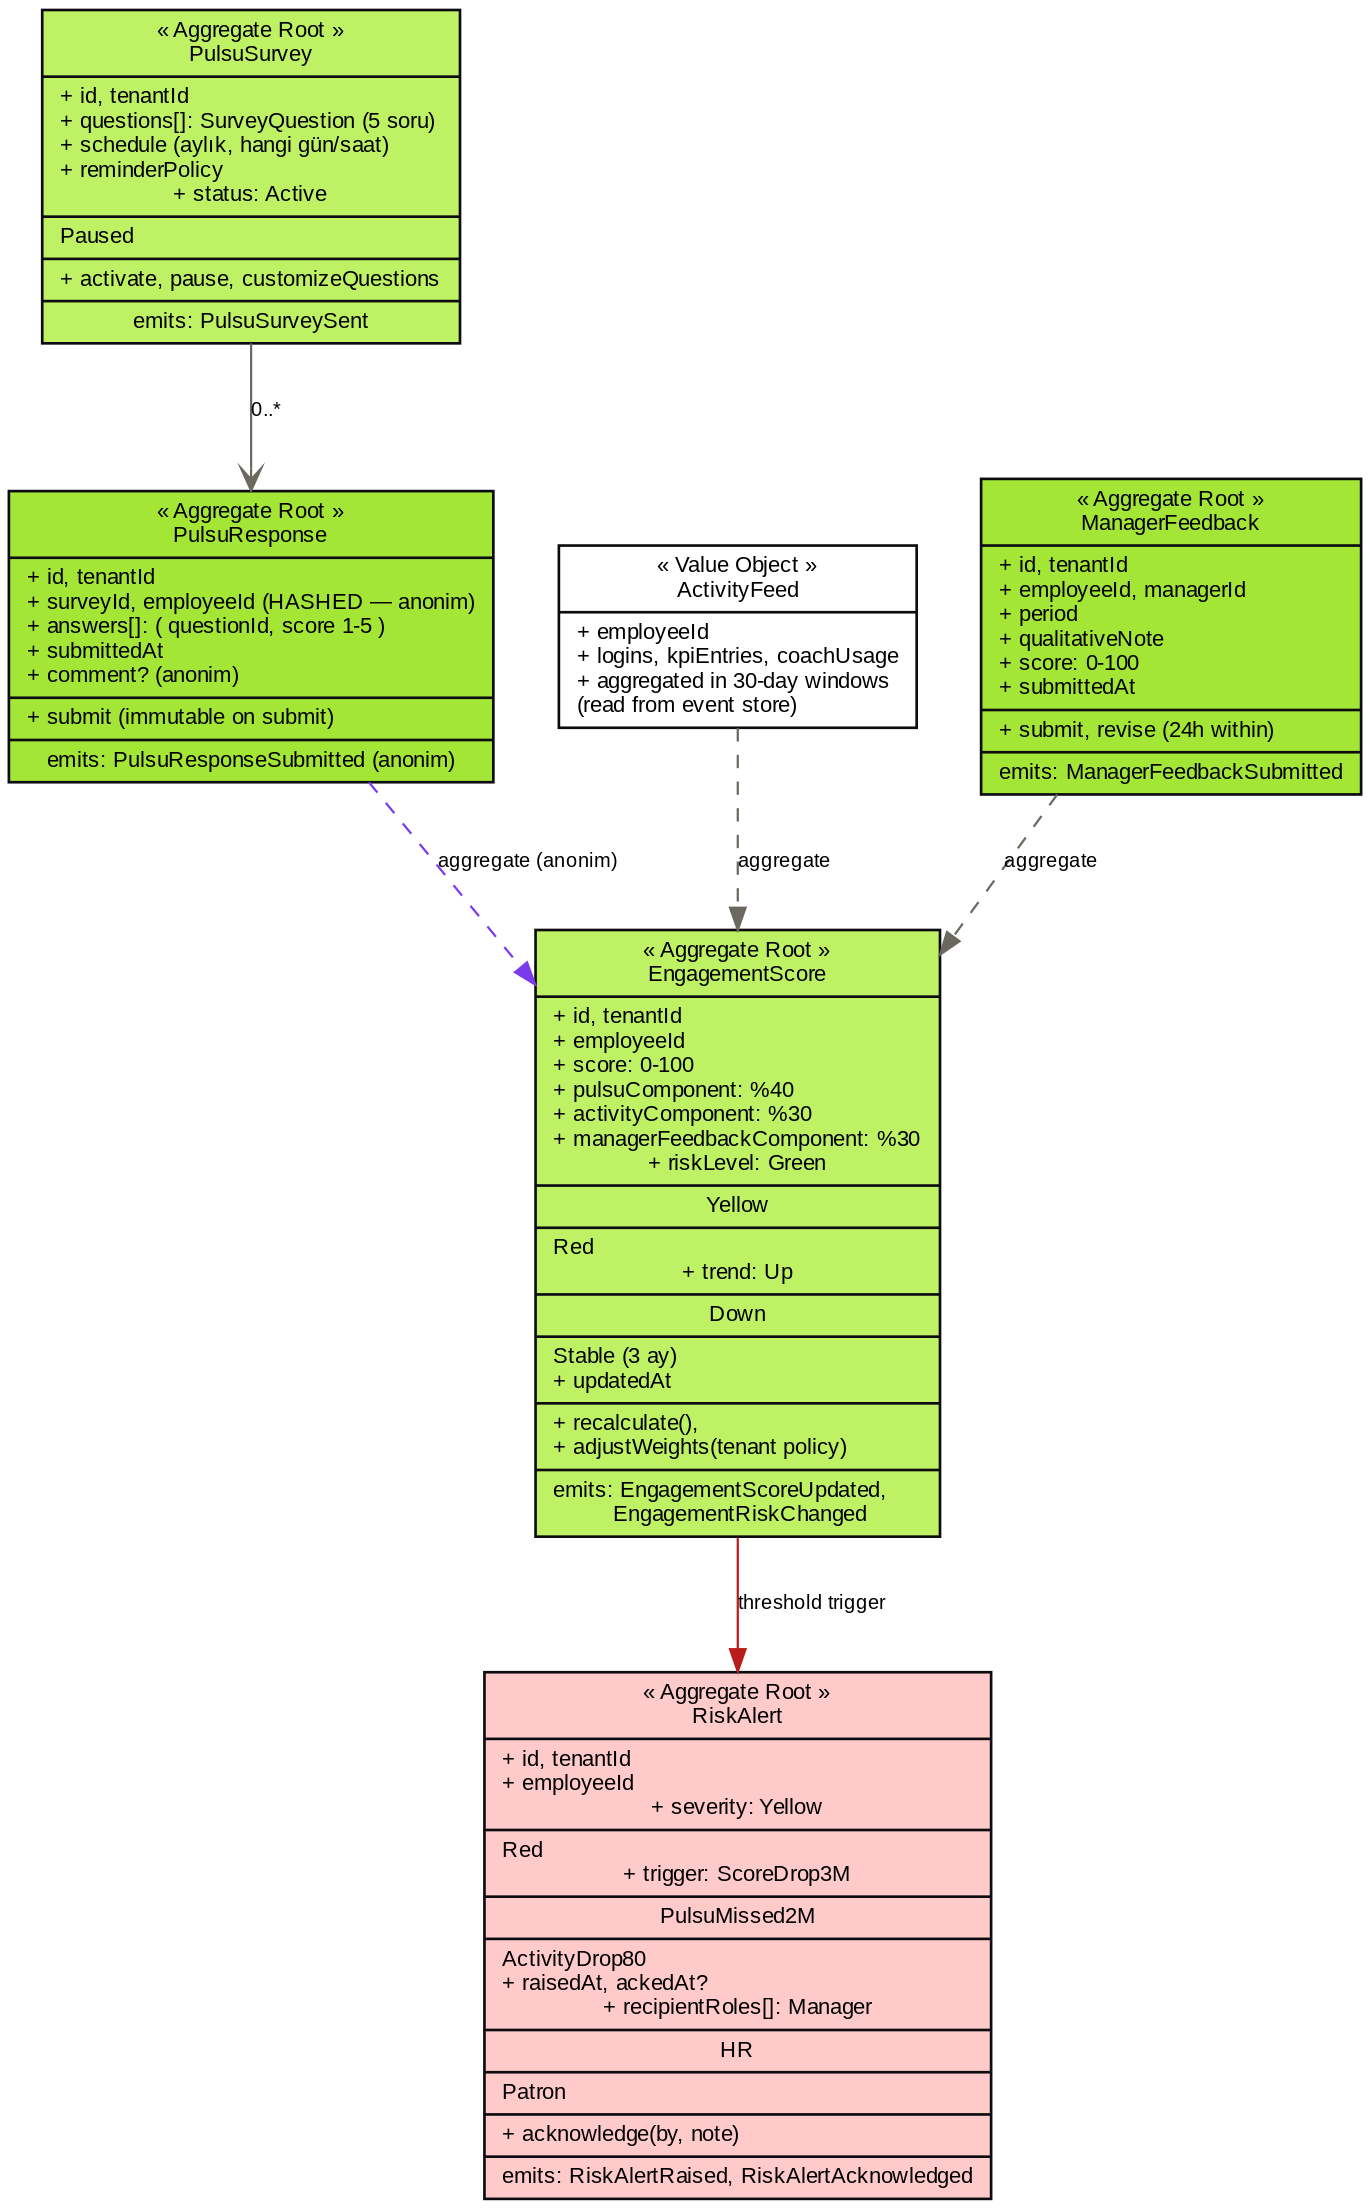 « Aggregate Root »
PulsuSurvey
+ id, tenantId
+ questions[]: SurveyQuestion (5 soru)
+ schedule (aylık, hangi gün/saat)
+ reminderPolicy
+ status: Active
Paused
+ activate, pause, customizeQuestions
emits: PulsuSurveySent
0..*
« Aggregate Root »
PulsuResponse
+ id, tenantId
+ surveyId, employeeId (HASHED — anonim)
+ answers[]: ( questionId, score 1-5 )
+ submittedAt
+ comment? (anonim)
+ submit (immutable on submit)
emits: PulsuResponseSubmitted (anonim)
« Value Object »
ActivityFeed
+ employeeId
+ logins, kpiEntries, coachUsage
+ aggregated in 30-day windows
(read from event store)
« Aggregate Root »
ManagerFeedback
+ id, tenantId
+ employeeId, managerId
+ period
+ qualitativeNote
+ score: 0-100
+ submittedAt
+ submit, revise (24h within)
emits: ManagerFeedbackSubmitted
aggregate (anonim)
aggregate
aggregate
« Aggregate Root »
EngagementScore
+ id, tenantId
+ employeeId
+ score: 0-100
+ pulsuComponent: %40
+ activityComponent: %30
+ managerFeedbackComponent: %30
+ riskLevel: Green
Yellow
Red
+ trend: Up
Down
Stable (3 ay)
+ updatedAt
+ recalculate(),
+ adjustWeights(tenant policy)
emits: EngagementScoreUpdated,
EngagementRiskChanged
threshold trigger
« Aggregate Root »
RiskAlert
+ id, tenantId
+ employeeId
+ severity: Yellow
Red
+ trigger: ScoreDrop3M
PulsuMissed2M
ActivityDrop80
+ raisedAt, ackedAt?
+ recipientRoles[]: Manager
HR
Patron
+ acknowledge(by, note)
emits: RiskAlertRaised, RiskAlertAcknowledged